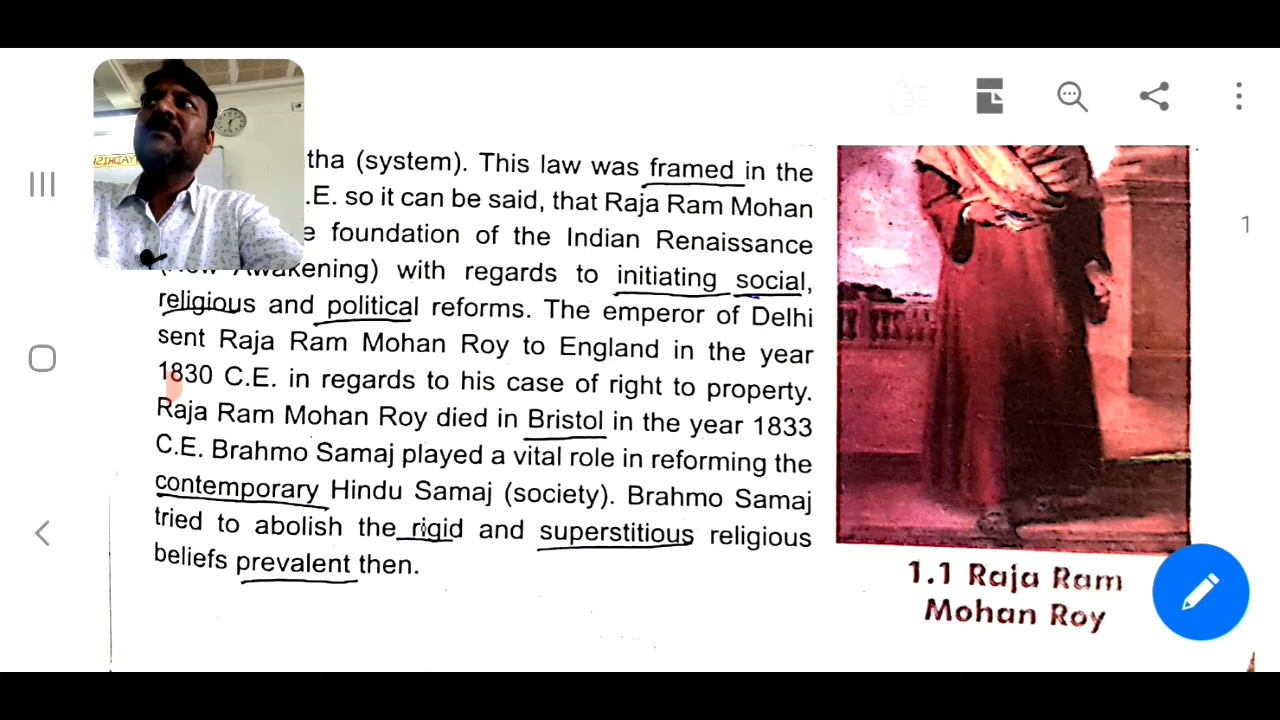 tha (system). This law was framed in the
.E. so it can be said, that Raja Ram Mohan
e foundation of the Indian Renaissance
Awakening) with regards to initiating social,
religious and political reforms. The emperor of Delhi
sent Raja Ram Mohan Roy to England in the year
1830 C.E. in regards to his case of right to property.
Raja Ram Mohan Roy died in Bristol in the year 1833
C.E. Brahmo Samaj played a vital role in reforming the
contemporary Hindu Samaj (society). Brahmo Samaj
tried to abolish the rigid and superstitious religious
beliefs prevalent then.
1.1 Raja Ram
Mohan Roy
1